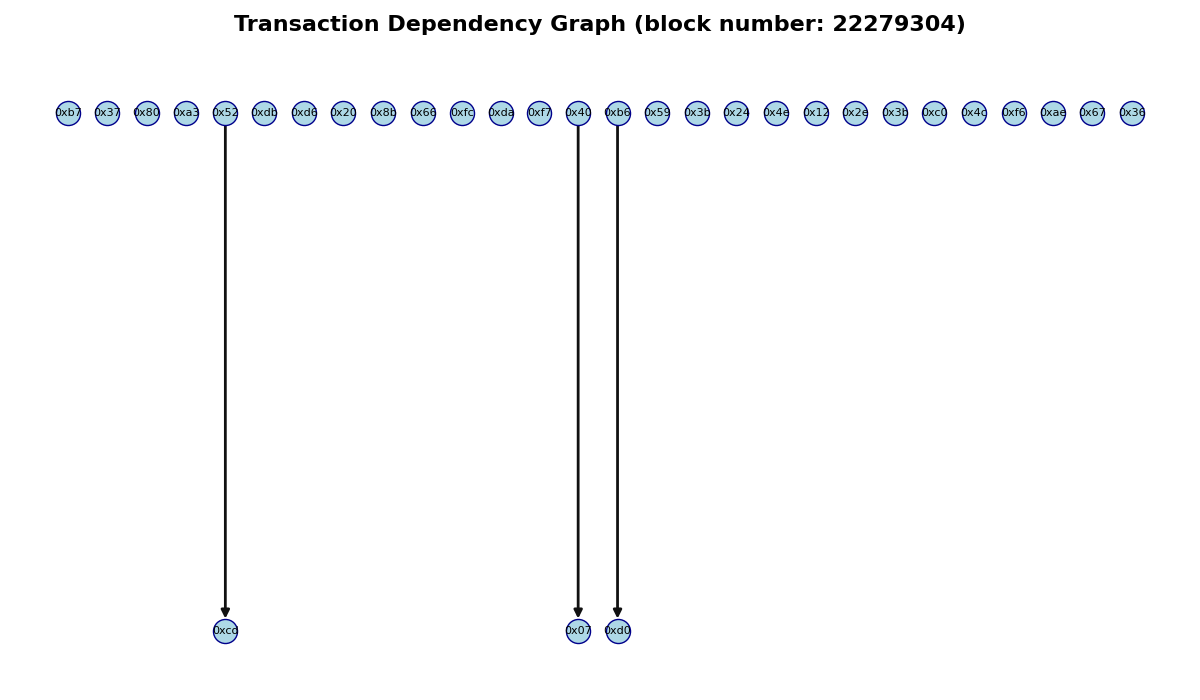 Transaction Dependency Graph (block number: 22279304)
0xb7 0x37 0x80 0xa3 0x52 0xdb 0xd6 0x20 0x8b 0x66 0xfc 0xda 0xf7 0x40 0xb6 0x59 0x3b 0x24 0x4e 0x12 0x2e 0x3b 0xc0 0x4c 0xf6 0xae 0x67 0x36
0xcd 0x07 0xd0